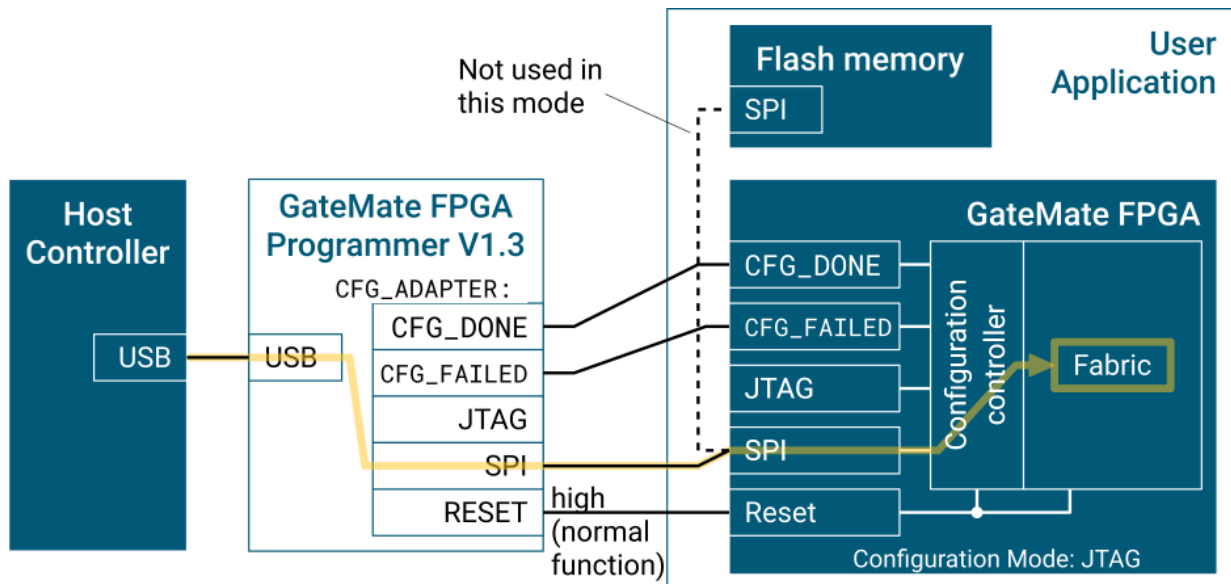 User
Application
Flash memory
SPI
Not used in
this mode
Host
Controller
USB
GateMate FPGA
Programmer V1.3
CFG_ADAPTER:
CFG_DONE
USB
CFG_FAILED
JTAG
SPI
RESET
high
(normal
function)
GateMate FPGA
CFG_DONE
CFG_FAILED
JTAG
SPI
Reset
Configuration
controller
Fabric
Configuration Mode: JTAG